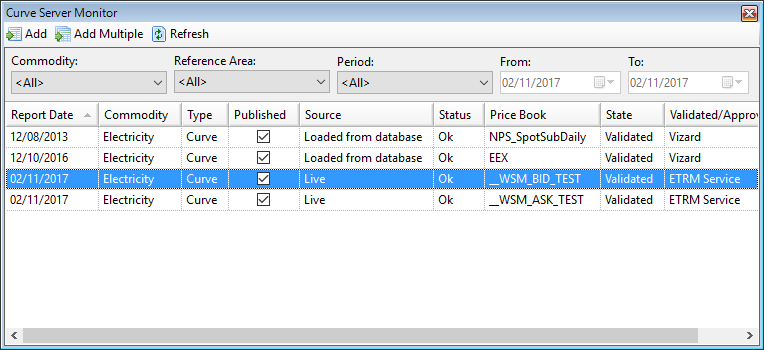 Curve Server Monitor
Add Add Multiple Refresh
Commodity: Reference Area: Period: From: To:
<All> <All> <All> 02/11/2017 02/11/2017
Report Date Commodity Type Published Source Status Price Book State Validated/Approv
12/08/2013 Electricity Curve Loaded from database Ok NPS_SpotSubDaily Validated Vizard
12/10/2016 Electricity Curve Loaded from database Ok EEX Validated Vizard
02/11/2017 Electricity Curve Live Ok __WSM_BID_TEST Validated ETRM Service
02/11/2017 Electricity Curve Live Ok __WSM_ASK_TEST Validated ETRM Service